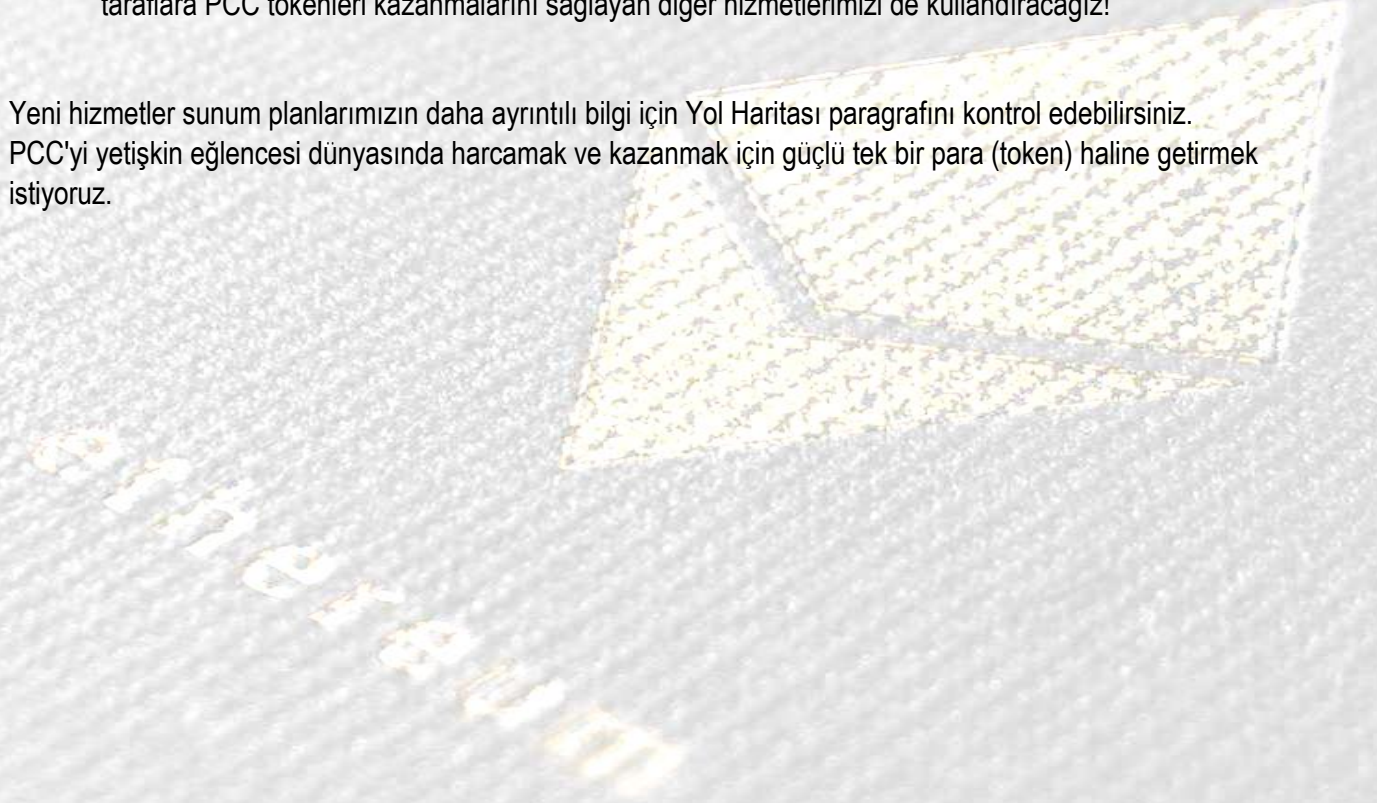 taraflara PCC tokenleri kazanmalarını sağlayan diğer hizmetlerimizi de kullandıracağız!
Yeni hizmetler sunum planlarımızın daha ayrıntılı bilgi için Yol Haritası paragrafını kontrol edebilirsiniz.
PCC'yi yetişkin eğlencesi dünyasında harcamak ve kazanmak için güçlü tek bir para (token) haline getirmek
istiyoruz.
ethereum